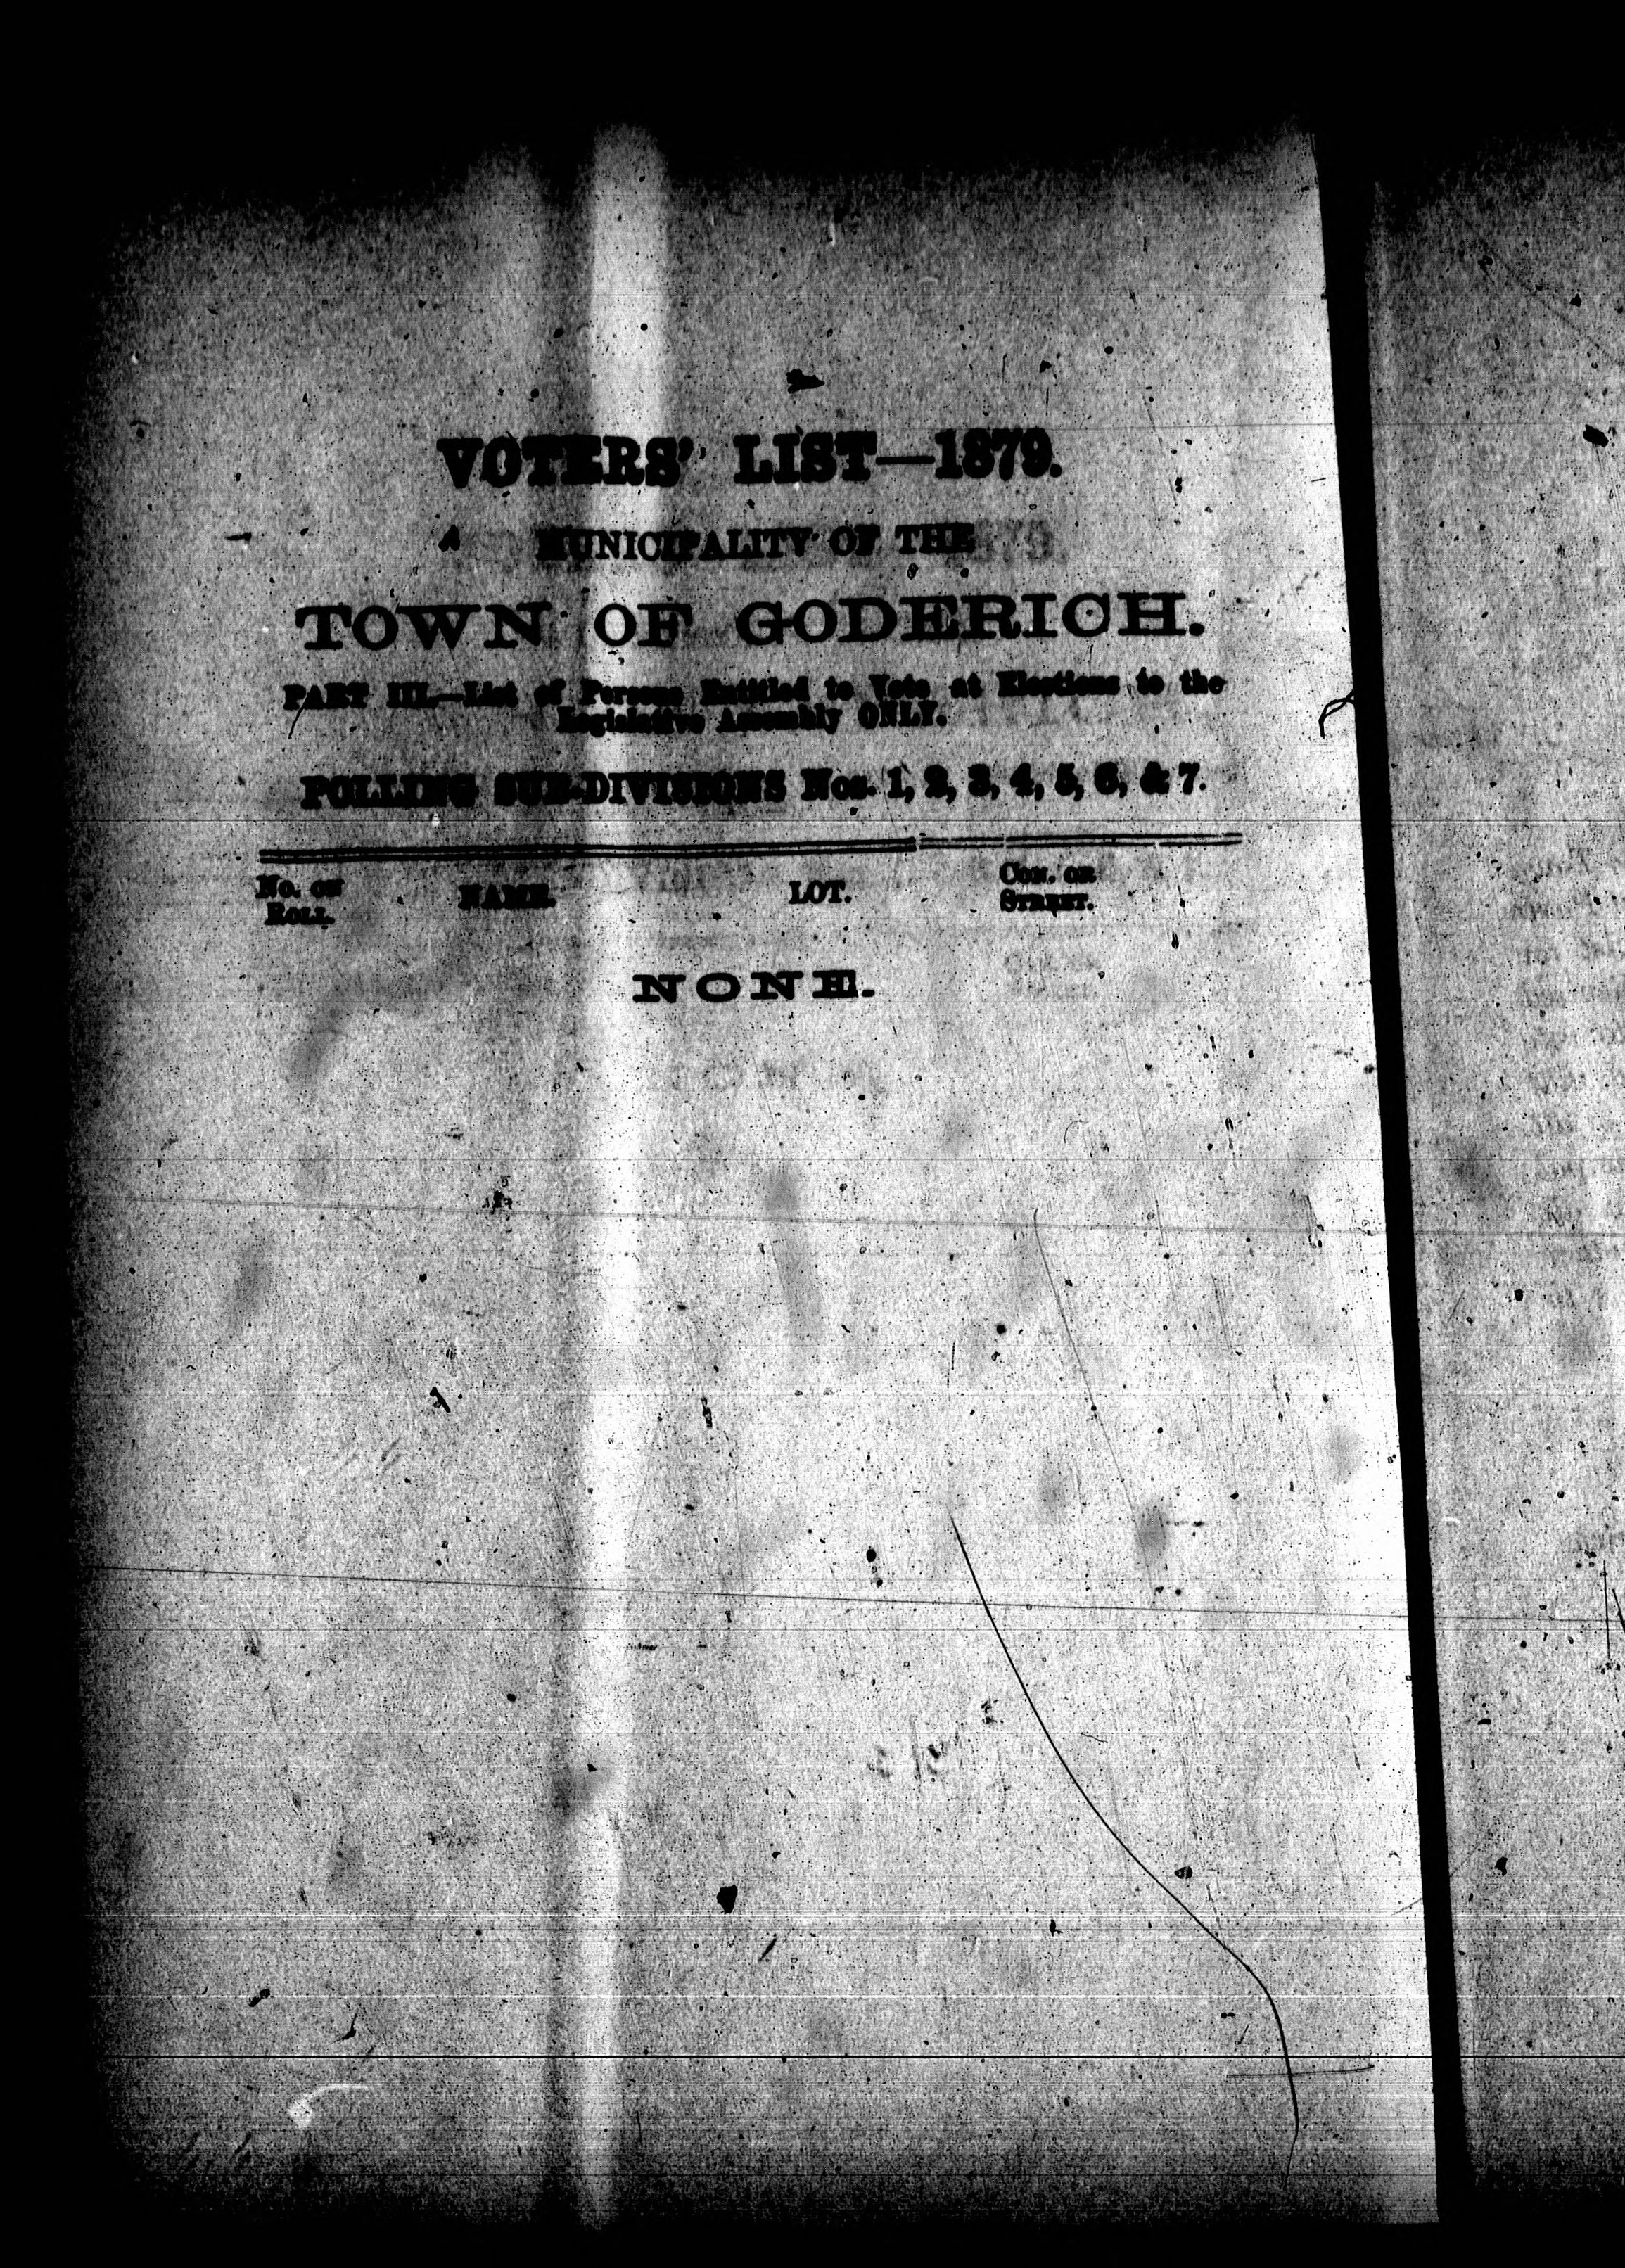 VOTERS' LIST—1879.
MUNICIPALITY OF THE
TOWN OF GODERICH.
PART III.—List of Persons Entitled to Vote at Elections to the
Legislative Assembly ONLY.
POLLING SUB-DIVISIONS Nos. 1, 2, 3, 4, 5, 6, & 7.
No. on NAME. LOT. Con. or
Roll. Street.
NONE.